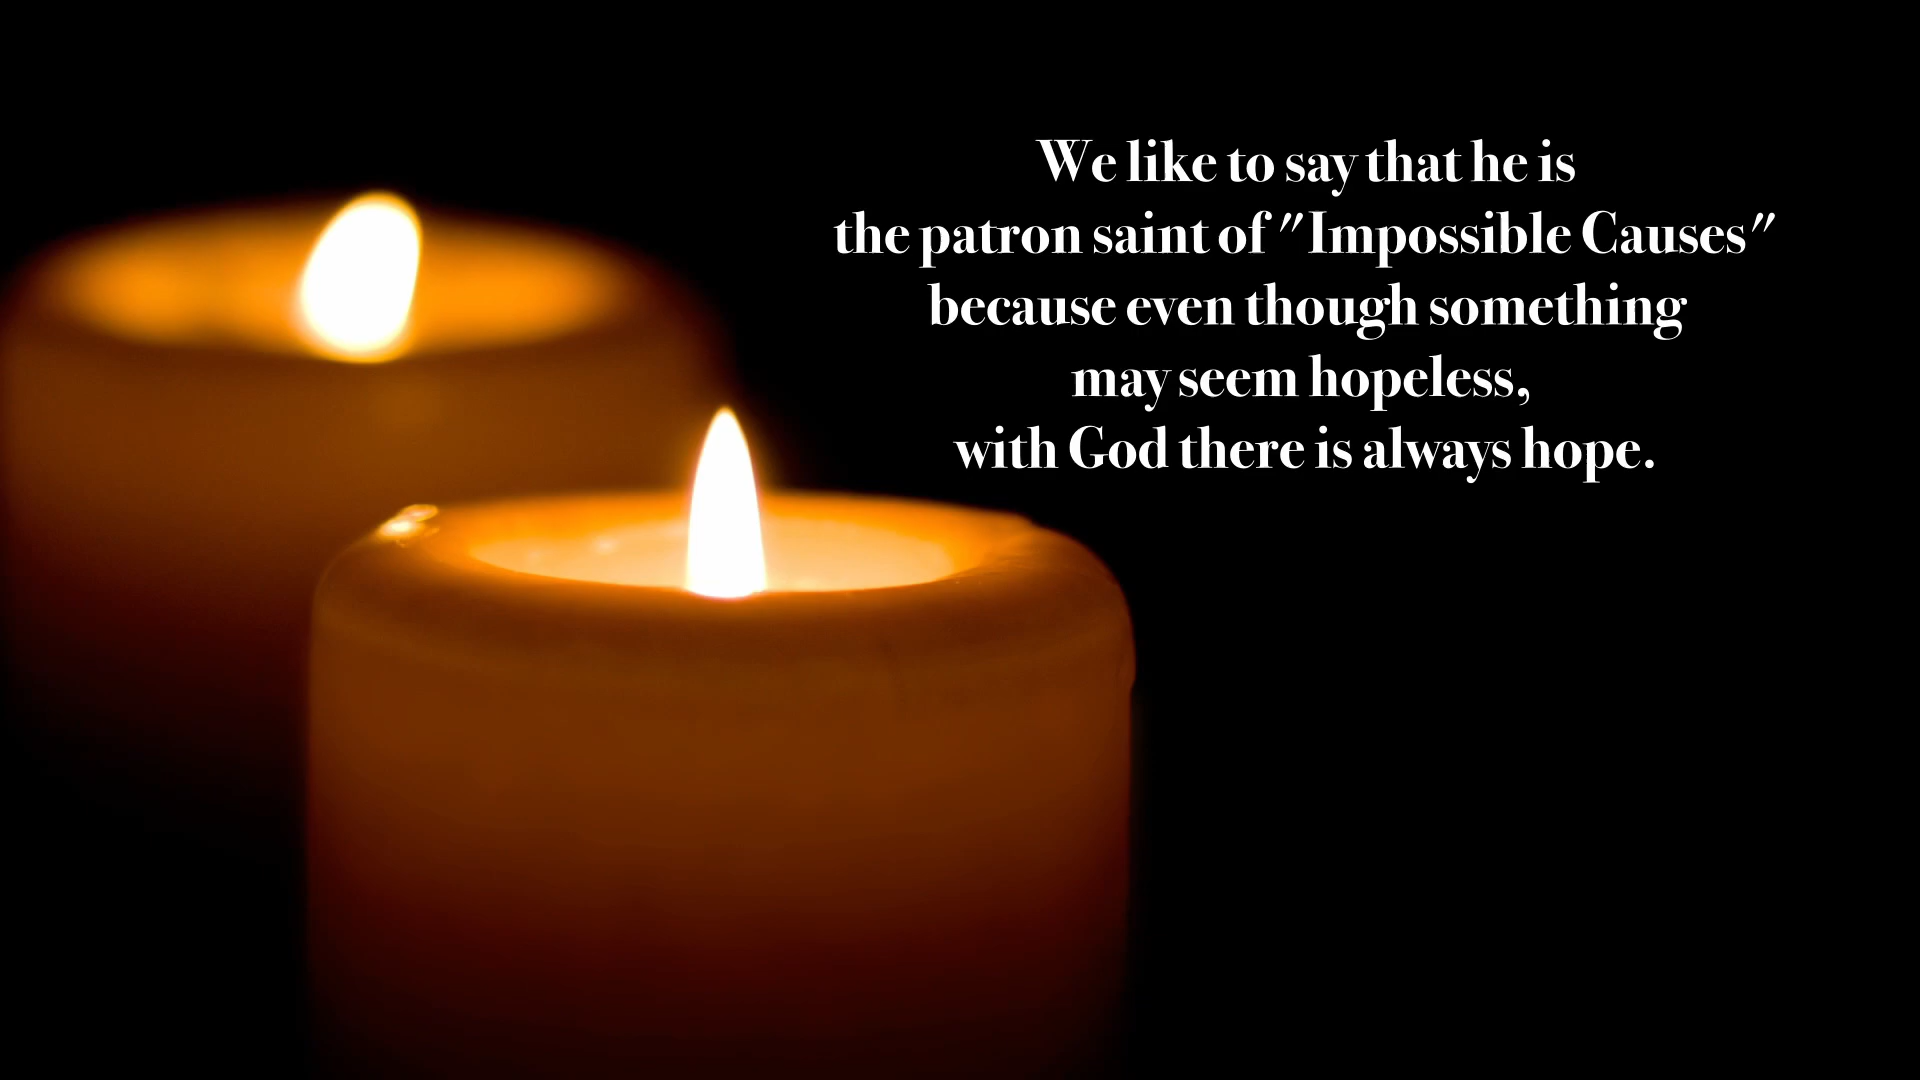 We like to say that he is
the patron saint of "Impossible Causes"
because even though something
may seem hopeless,
with God there is always hope.